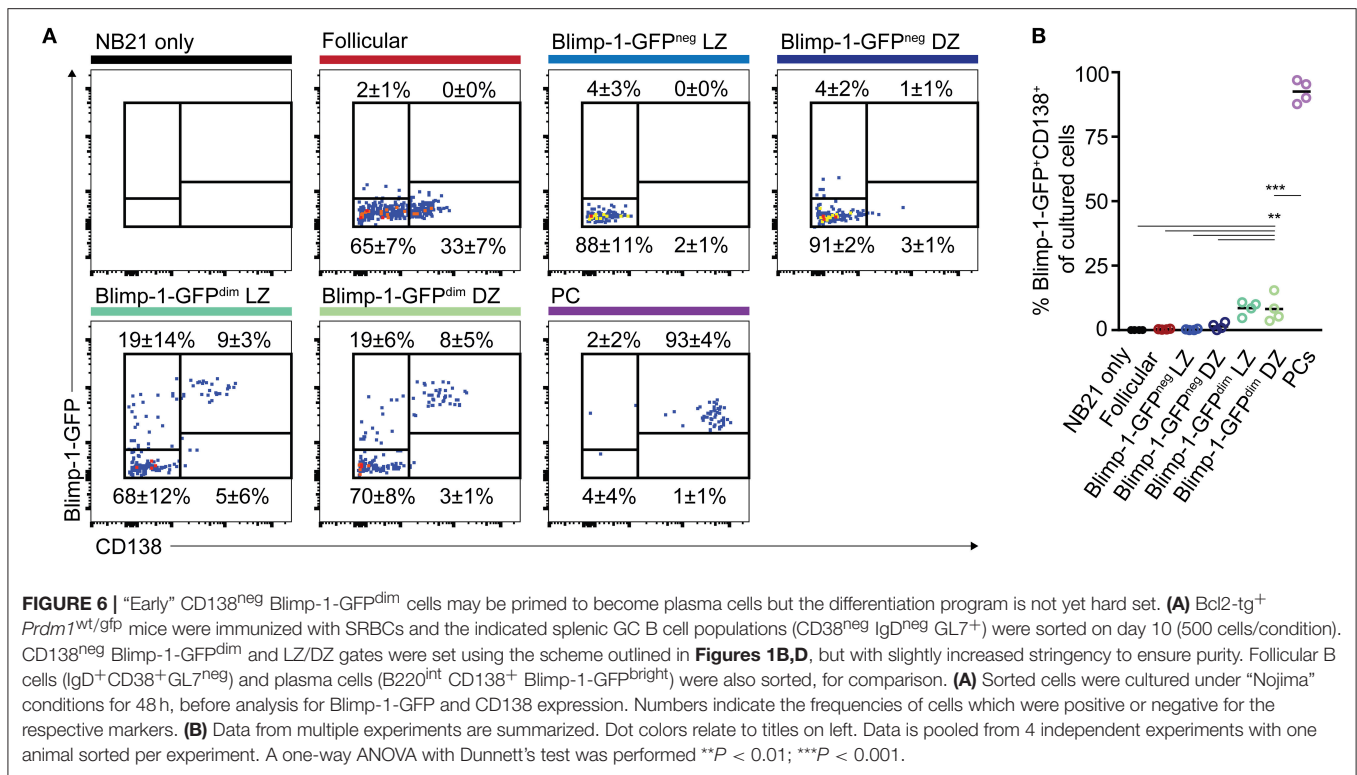 A
NB21 only
Follicular
Blimp-1-GFPneg LZ
Blimp-1-GFPneg DZ
2±1% 0±0%
4±3% 0±0%
4±2% 1±1%
65±7% 33±7%
88±11% 2±1%
91±2% 3±1%
Blimp-1-GFPdim LZ
Blimp-1-GFPdim DZ
PC
19±14% 9±3%
19±6% 8±5%
2±2% 93±4%
68±12% 5±6%
70±8% 3±1%
4±4% 1±1%
Blimp-1-GFP
CD138
B
% Blimp-1-GFP+CD138+
of cultured cells
100
75
50
25
0
***
**
NB21 only
Follicular
Blimp-1-GFPneg LZ
Blimp-1-GFPneg DZ
Blimp-1-GFPdim LZ
Blimp-1-GFPdim DZ
PCs
FIGURE 6 | “Early” CD138neg Blimp-1-GFPdim cells may be primed to become plasma cells but the differentiation program is not yet hard set. (A) Bcl2-tg+
Prdm1wt/gfp mice were immunized with SRBCs and the indicated splenic GC B cell populations (CD38neg IgDneg GL7+) were sorted on day 10 (500 cells/condition).
CD138neg Blimp-1-GFPdim and LZ/DZ gates were set using the scheme outlined in Figures 1B,D, but with slightly increased stringency to ensure purity. Follicular B
cells (IgD+CD38+GL7neg) and plasma cells (B220int CD138+ Blimp-1-GFPbright) were also sorted, for comparison. (A) Sorted cells were cultured under “Nojima”
conditions for 48 h, before analysis for Blimp-1-GFP and CD138 expression. Numbers indicate the frequencies of cells which were positive or negative for the
respective markers. (B) Data from multiple experiments are summarized. Dot colors relate to titles on left. Data is pooled from 4 independent experiments with one
animal sorted per experiment. A one-way ANOVA with Dunnett’s test was performed **P < 0.01; ***P < 0.001.